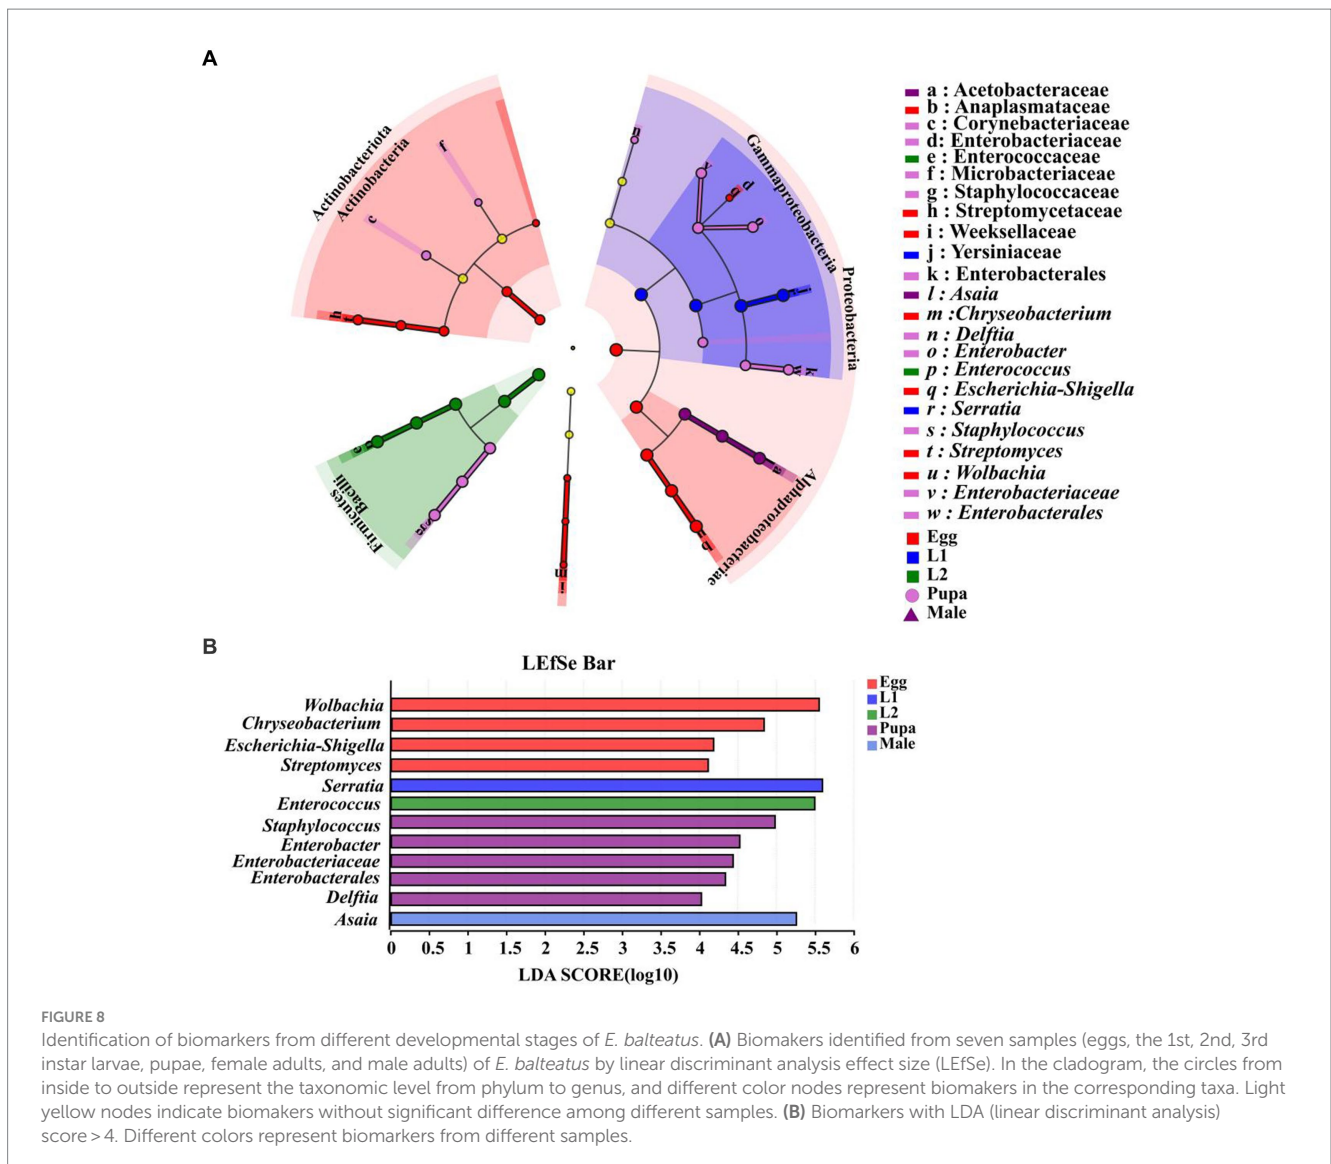 A
Actinobacteriota
Actinobacteria
f
c
h
n
v
q
o
Gammaproteobacteria
Proteobacteria
k
w
a
Alphaproteobacteriae
b
Firmicutes
Bacilli
e
s
m
i
a : Acetobacteraceae
b : Anaplasmataceae
c : Corynebacteriaceae
d: Enterobacteriaceae
e : Enterococcaceae
f : Microbacteriaceae
g : Staphylococcaceae
h : Streptomycetaceae
i : Weeksellaceae
j : Yersiniaceae
k : Enterobacterales
l : Asaia
m :Chryseobacterium
n : Delftia
o : Enterobacter
p : Enterococcus
q : Escherichia-Shigella
r : Serratia
s : Staphylococcus
t : Streptomyces
u : Wolbachia
v : Enterobacteriaceae
w : Enterobacterales
Egg
L1
L2
Pupa
Male
B
LEfSe Bar
Egg
L1
L2
Pupa
Male
Wolbachia
Chryseobacterium
Escherichia-Shigella
Streptomyces
Serratia
Enterococcus
Staphylococcus
Enterobacter
Enterobacteriaceae
Enterobacterales
Delftia
Asaia
0 0.5 1 1.5 2 2.5 3 3.5 4 4.5 5 5.5 6
LDA SCORE(log10)
FIGURE 8
Identification of biomarkers from different developmental stages of E. balteatus. (A) Biomakers identified from seven samples (eggs, the 1st, 2nd, 3rd
instar larvae, pupae, female adults, and male adults) of E. balteatus by linear discriminant analysis effect size (LEfSe). In the cladogram, the circles from
inside to outside represent the taxonomic level from phylum to genus, and different color nodes represent biomakers in the corresponding taxa. Light
yellow nodes indicate biomakers without significant difference among different samples. (B) Biomarkers with LDA (linear discriminant analysis)
score > 4. Different colors represent biomarkers from different samples.